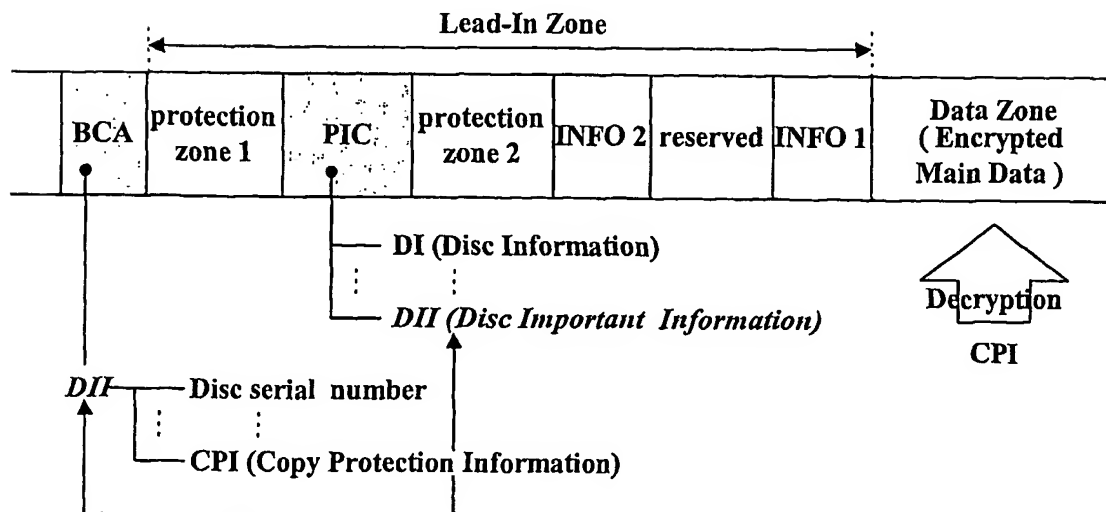 Lead-In Zone
BCA
protection
zone 1
PIC
protection
zone 2
INFO 2
reserved
INFO 1
Data Zone
( Encrypted
Main Data )
DI (Disc Information)
DII (Disc Important Information)
Decryption
CPI
DII
Disc serial number
CPI (Copy Protection Information)